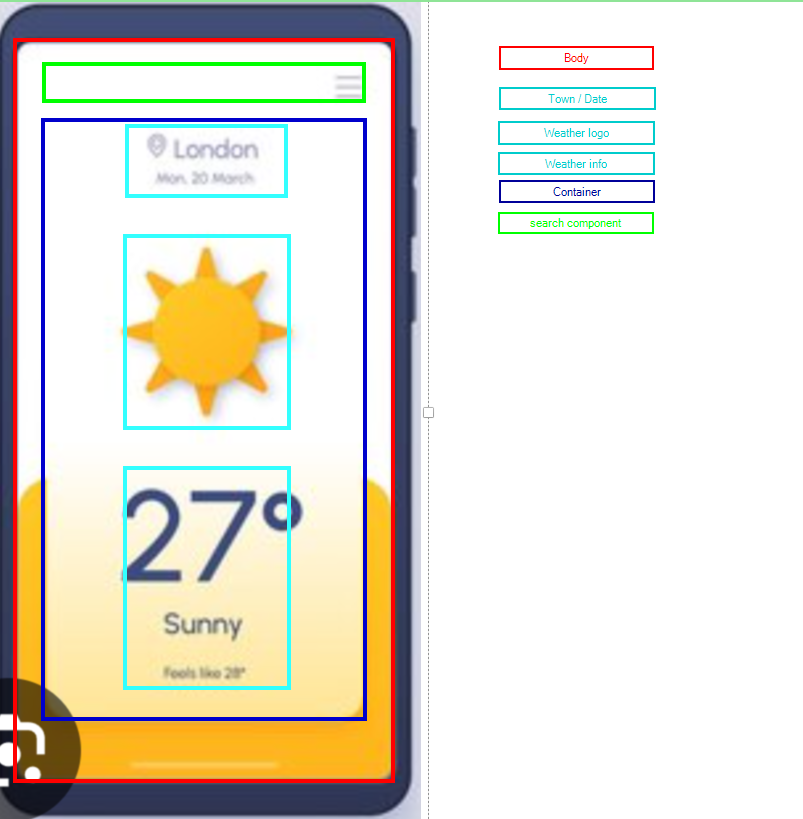 London
Mon, 20 March
27°
Sunny
Feels like 28°
Body
Town / Date
Weather logo
Weather info
Container
search component